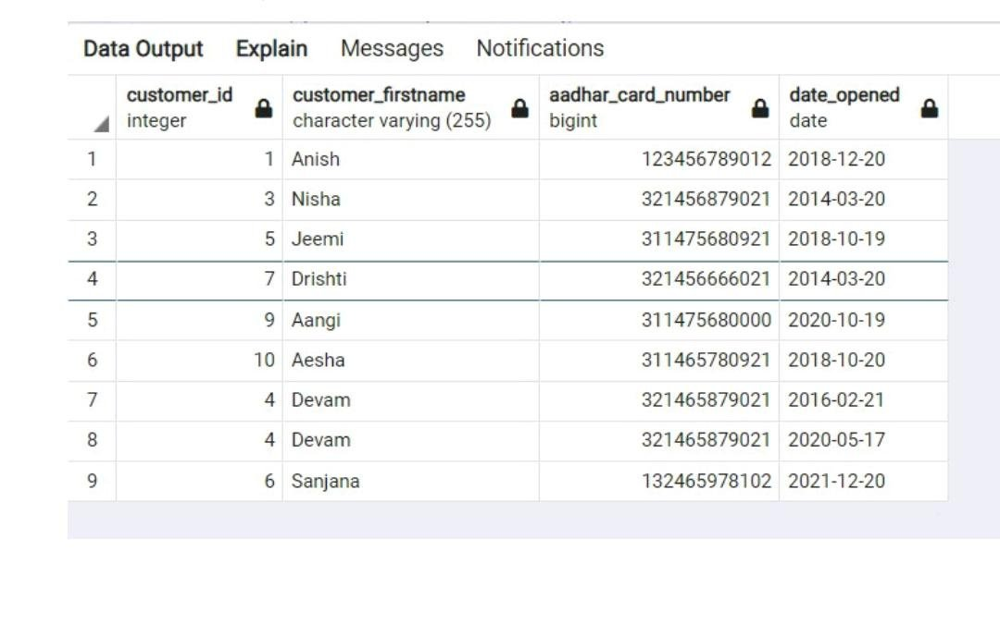 Data Output Explain Messages Notifications
customer_id customer_firstname aadhar_card_number date_opened
integer character varying (255) bigint date
1 1 Anish 123456789012 2018-12-20
2 3 Nisha 321456879021 2014-03-20
3 5 Jeemi 311475680921 2018-10-19
4 7 Drishti 321456666021 2014-03-20
5 9 Aangi 311475680000 2020-10-19
6 10 Aesha 311465780921 2018-10-20
7 4 Devam 321465879021 2016-02-21
8 4 Devam 321465879021 2020-05-17
9 6 Sanjana 132465978102 2021-12-20